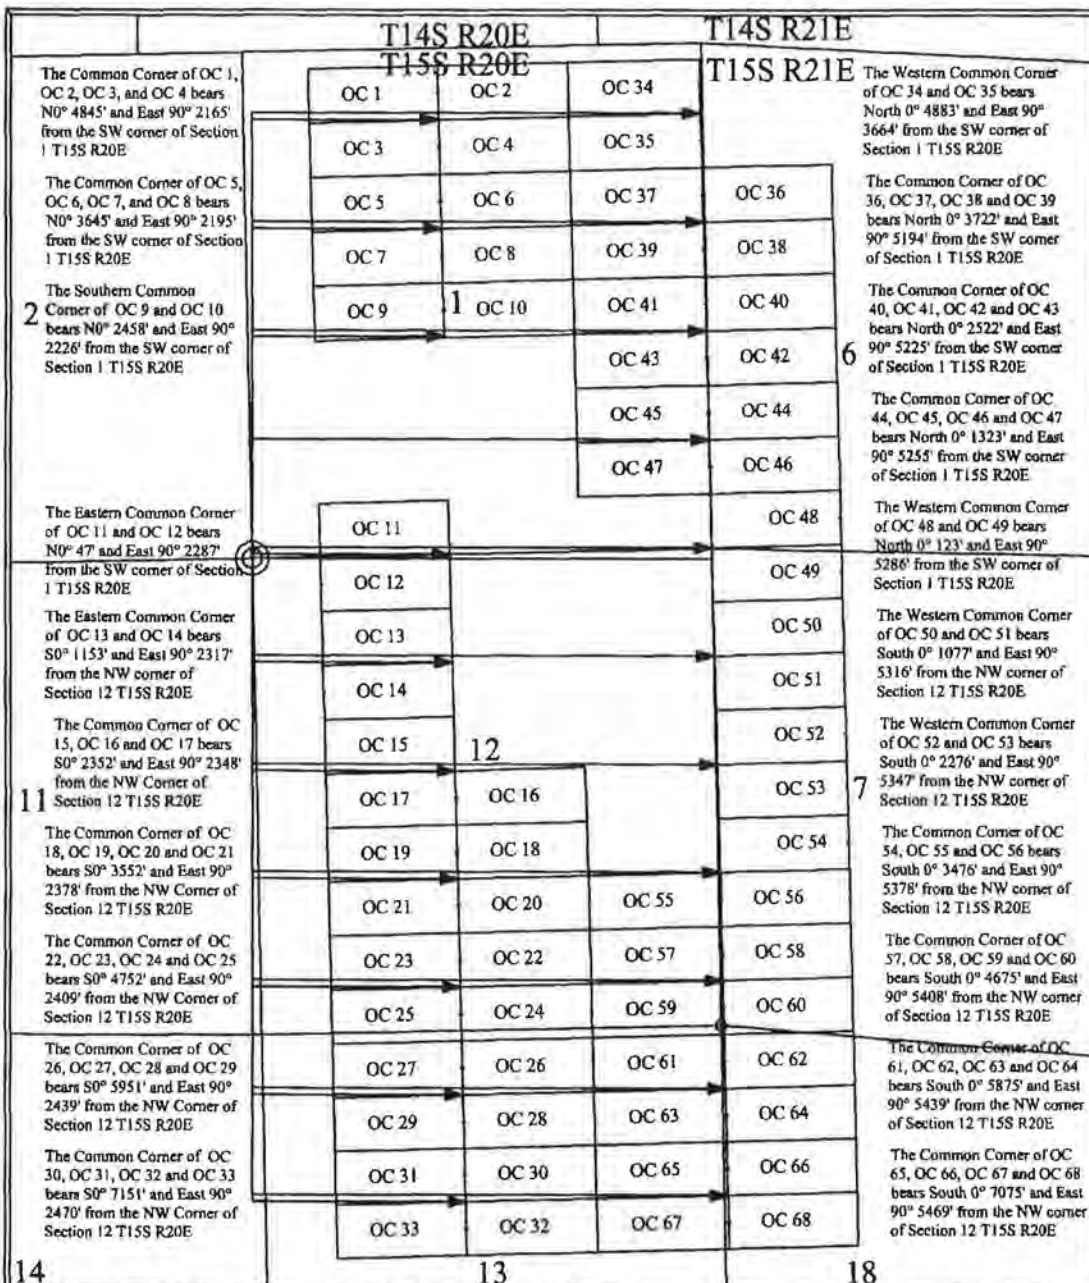 T14S R20E
T14S R21E
T15S R20E
T15S R21E
The Common Corner of OC 1,
OC 2, OC 3, and OC 4 bears
N0° 4845' and East 90° 2165'
from the SW corner of Section
1 T15S R20E
The Common Corner of OC 5,
OC 6, OC 7, and OC 8 bears
N0° 3645' and East 90° 2195'
from the SW corner of Section
1 T15S R20E
The Southern Common
Corner of OC 9 and OC 10
bears N0° 2458' and East 90°
2226' from the SW corner of
Section 1 T15S R20E
2
The Eastern Common Corner
of OC 11 and OC 12 bears
N0° 47' and East 90° 2287'
from the SW corner of Section
1 T15S R20E
The Eastern Common Corner
of OC 13 and OC 14 bears
S0° 1153' and East 90° 2317'
from the NW corner of
Section 12 T15S R20E
The Common Corner of OC
15, OC 16 and OC 17 bears
S0° 2352' and East 90° 2348'
from the NW Corner of
Section 12 T15S R20E
11
The Common Corner of OC
18, OC 19, OC 20 and OC 21
bears S0° 3552' and East 90°
2378' from the NW Corner of
Section 12 T15S R20E
The Common Corner of OC
22, OC 23, OC 24 and OC 25
bears S0° 4752' and East 90°
2409' from the NW Corner of
Section 12 T15S R20E
The Common Corner of OC
26, OC 27, OC 28 and OC 29
bears S0° 5951' and East 90°
2439' from the NW Corner of
Section 12 T15S R20E
The Common Corner of OC
30, OC 31, OC 32 and OC 33
bears S0° 7151' and East 90°
2470' from the NW Corner of
Section 12 T15S R20E
OC 1 OC 2 OC 34
OC 3 OC 4 OC 35
OC 5 OC 6 OC 37 OC 36
OC 7 OC 8 OC 39 OC 38
OC 9 1 OC 10 OC 41 OC 40
OC 43 OC 42 6
OC 45 OC 44
OC 47 OC 46
OC 11 OC 48
OC 12 OC 49
OC 13 OC 50
OC 14 OC 51
OC 15 12 OC 52
OC 17 OC 16 OC 53 7
OC 19 OC 18 OC 54
OC 21 OC 20 OC 55 OC 56
OC 23 OC 22 OC 57 OC 58
OC 25 OC 24 OC 59 OC 60
OC 27 OC 26 OC 61 OC 62
OC 29 OC 28 OC 63 OC 64
OC 31 OC 30 OC 65 OC 66
OC 33 OC 32 OC 67 OC 68
The Western Common Corner
of OC 34 and OC 35 bears
North 0° 4883' and East 90°
3664' from the SW corner of
Section 1 T15S R20E
The Common Corner of OC
36, OC 37, OC 38 and OC 39
bears North 0° 3722' and East
90° 5194' from the SW corner
of Section 1 T15S R20E
The Common Corner of OC
40, OC 41, OC 42 and OC 43
bears North 0° 2522' and East
90° 5225' from the SW corner
of Section 1 T15S R20E
The Common Corner of OC
44, OC 45, OC 46 and OC 47
bears North 0° 1323' and East
90° 5255' from the SW corner
of Section 1 T15S R20E
The Western Common Corner
of OC 48 and OC 49 bears
North 0° 123' and East 90°
5286' from the SW corner of
Section 1 T15S R20E
The Western Common Corner
of OC 50 and OC 51 bears
South 0° 1077' and East 90°
5316' from the NW corner of
Section 12 T15S R20E
The Western Common Corner
of OC 52 and OC 53 bears
South 0° 2276' and East 90°
5347' from the NW corner of
Section 12 T15S R20E
The Common Corner of OC
54, OC 55 and OC 56 bears
South 0° 3476' and East 90°
5378' from the NW corner of
Section 12 T15S R20E
The Common Corner of OC
57, OC 58, OC 59 and OC 60
bears South 0° 4675' and East
90° 5408' from the NW corner
of Section 12 T15S R20E
The Common Corner of OC
61, OC 62, OC 63 and OC 64
bears South 0° 5875' and East
90° 5439' from the NW corner
of Section 12 T15S R20E
The Common Corner of OC
65, OC 66, OC 67 and OC 68
bears South 0° 7075' and East
90° 5469' from the NW corner
of Section 12 T15S R20E
14 13 18